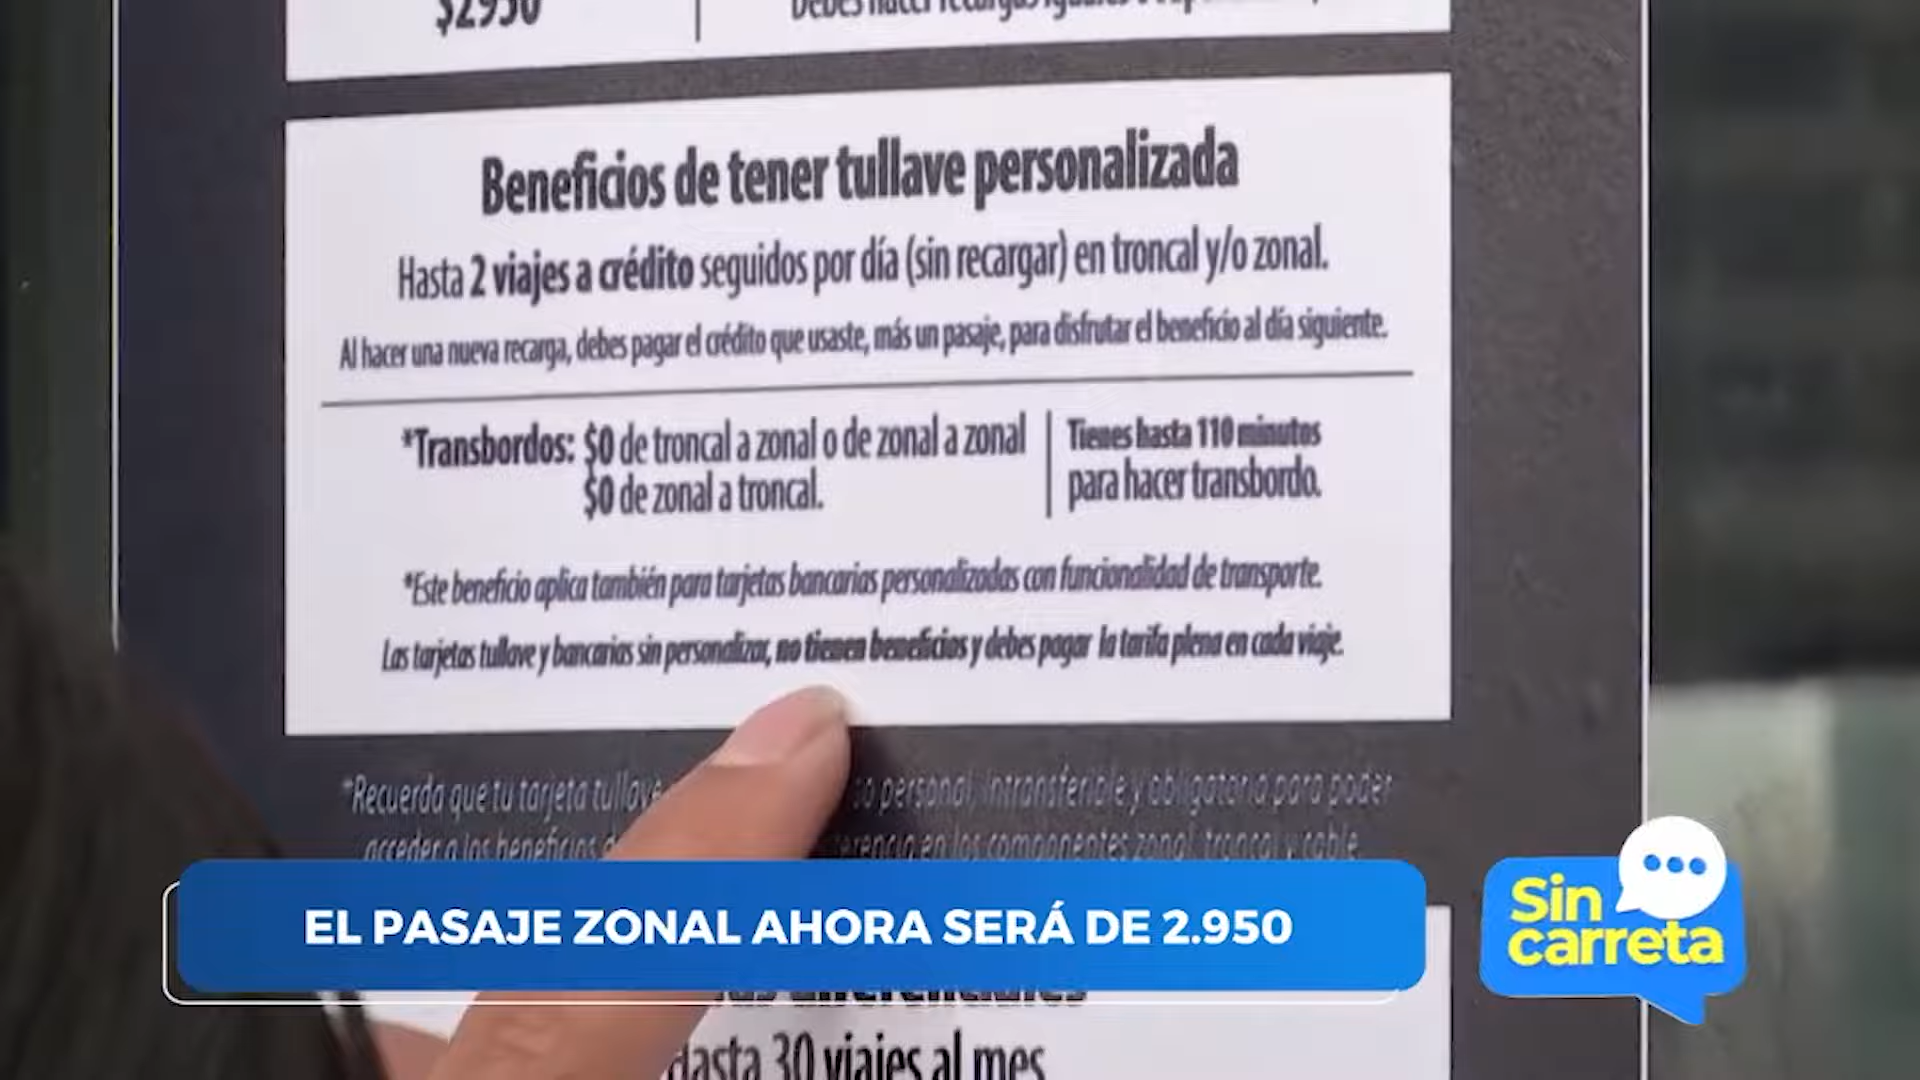 $2950
Debes hacer recargas iguales o
Beneficios de tener tullave personalizada
Hasta 2 viajes a crédito seguidos por día (sin recargar) en troncal y/o zonal.
Al hacer una nueva recarga, debes pagar el crédito que usaste, más un pasaje, para disfrutar el beneficio al día siguiente.
*Transbordos: $0 de troncal a zonal o de zonal a zonal
$0 de zonal a troncal.
Tienes hasta 110 minutos
para hacer transbordo.
*Este beneficio aplica también para tarjetas bancarias personalizadas con funcionalidad de transporte.
Las tarjetas tullave y bancarias sin personalizar, no tienen beneficios y debes pagar la tarifa plena en cada viaje.
*Recuerda que tu tarjeta tullave personal, intransferible y obligatoria para poder
acceder a los beneficios en los componentes zonal, troncal y cable.
EL PASAJE ZONAL AHORA SERÁ DE 2.950
Sin
carreta
Hasta 30 viajes al mes